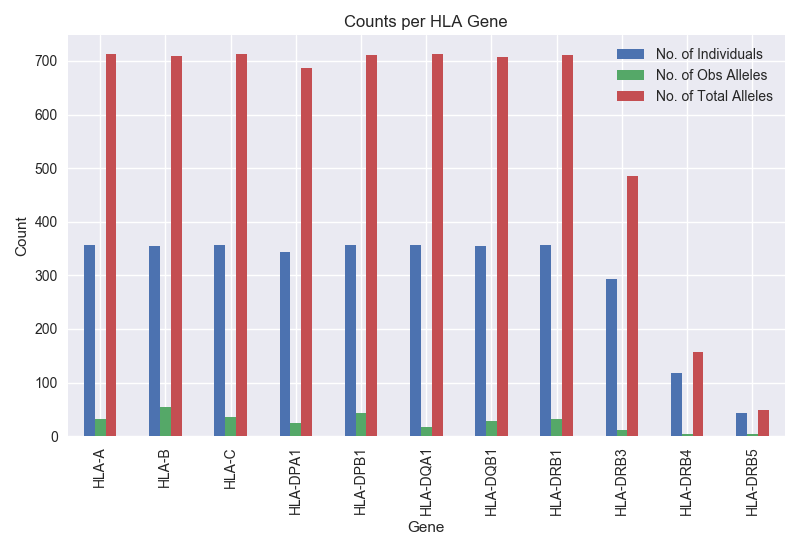 Counts per HLA Gene
No. of Individuals
No. of Obs Alleles
No. of Total Alleles
700
600
500
400
300
200
100
0
Count
HLA-A
HLA-B
HLA-C
HLA-DPA1
HLA-DPB1
HLA-DQA1
HLA-DQB1
HLA-DRB1
HLA-DRB3
HLA-DRB4
HLA-DRB5
Gene